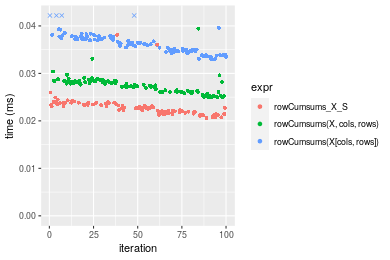 0.04
0.03
0.02
0.01
0.00
time (ms)
0
25
50
75
100
iteration
expr
rowCumsums_X_S
rowCumsums(X, cols, rows)
rowCumsums(X[cols, rows])